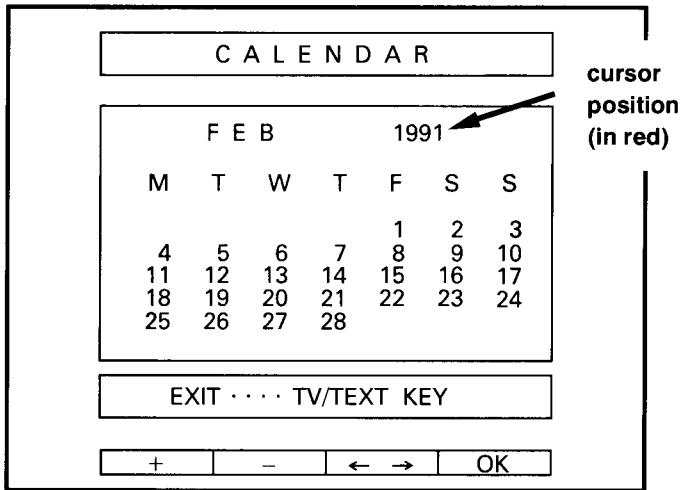 C A L E N D A R
cursor
position
(in red)
F E B 1991
M T W T F S S
1 2 3
4 5 6 7 8 9 10
11 12 13 14 15 16 17
18 19 20 21 22 23 24
25 26 27 28
EXIT ···· TV/TEXT KEY
+ − ← → OK